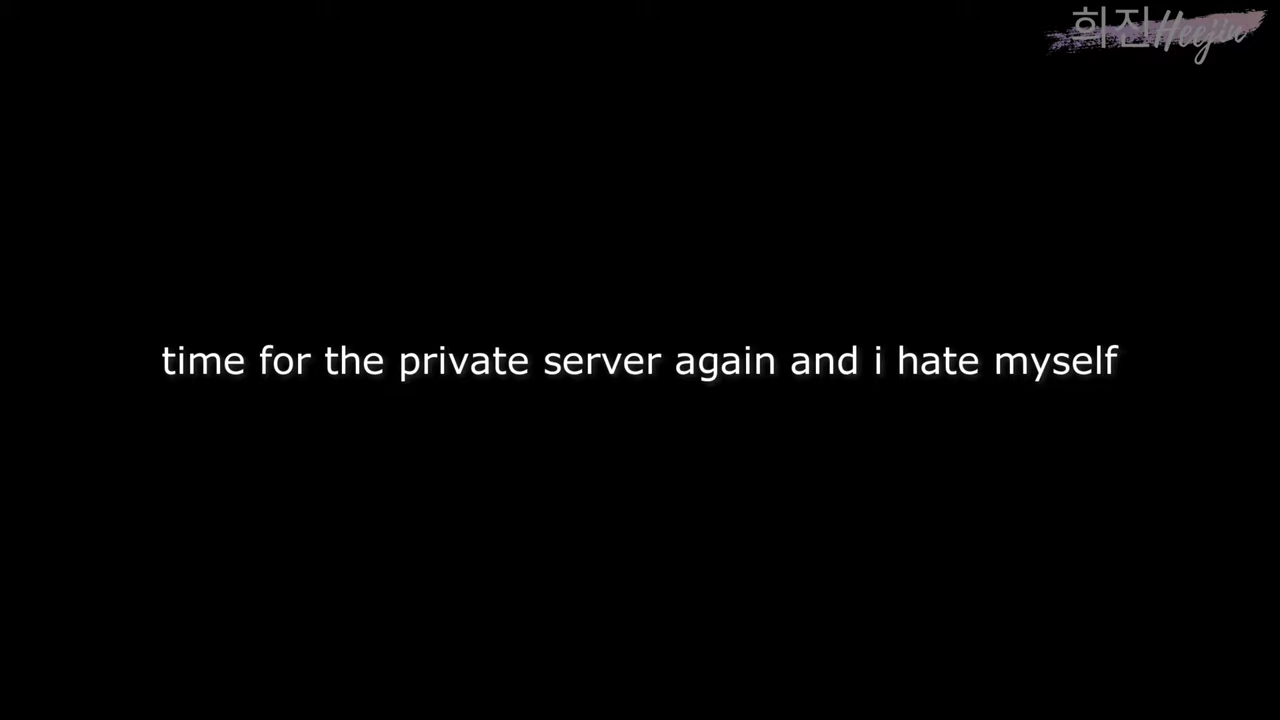 희진Heejin
time for the private server again and i hate myself